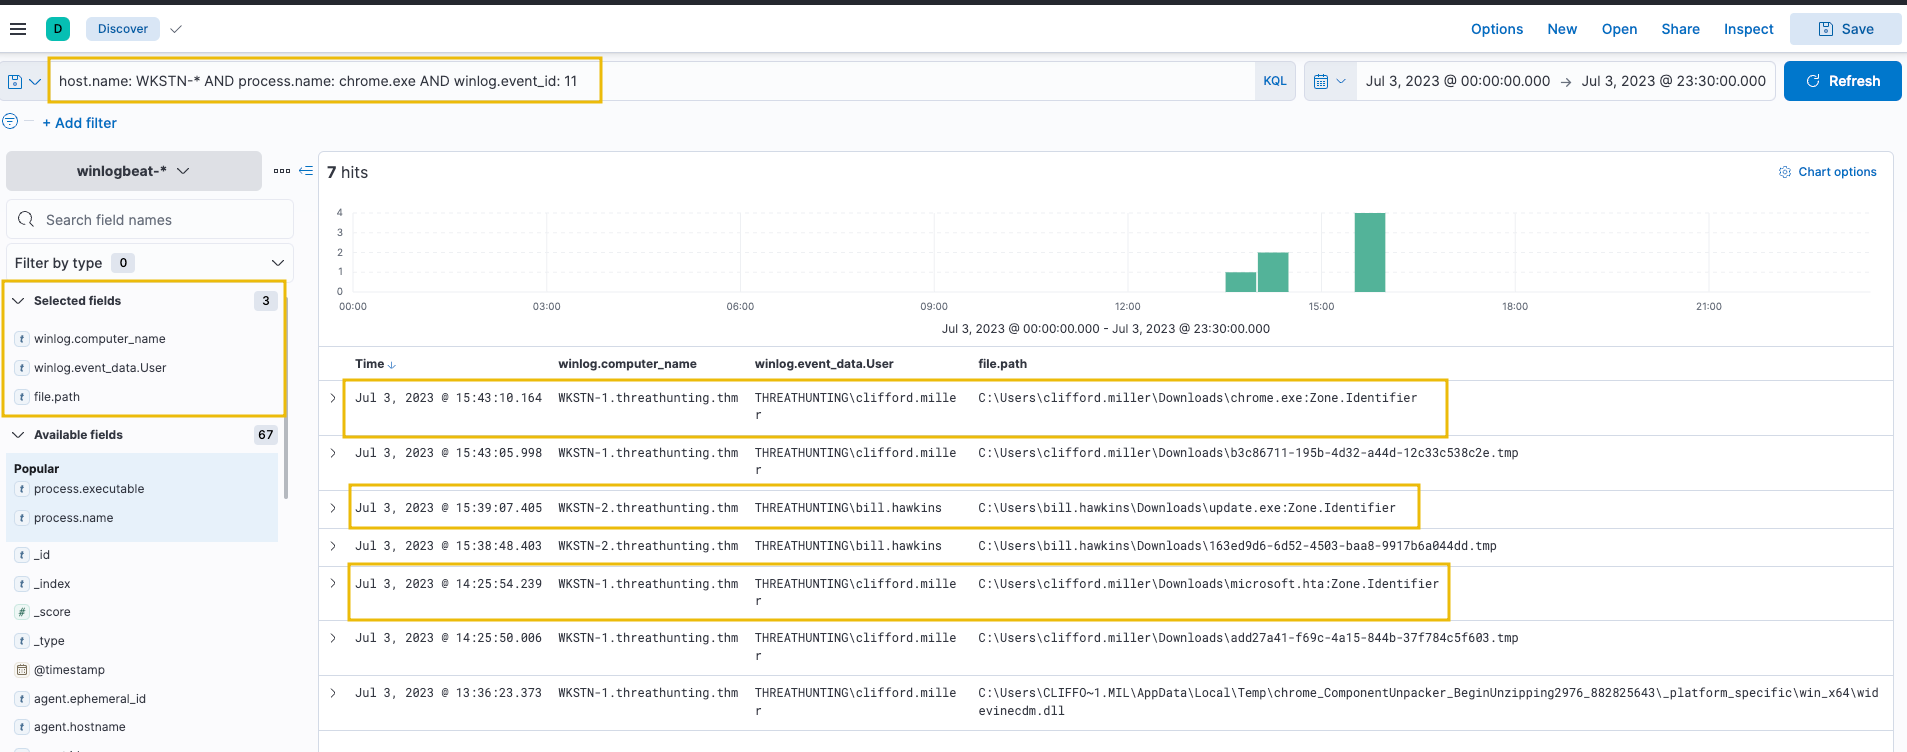 D Discover Options New Open Share Inspect Save
host.name: WKSTN-* AND process.name: chrome.exe AND winlog.event_id: 11 KQL Jul 3, 2023 @ 00:00:00.000 → Jul 3, 2023 @ 23:30:00.000 Refresh
+ Add filter
winlogbeat-*
Search field names
Filter by type 0
Selected fields 3
t winlog.computer_name
t winlog.event_data.User
t file.path
Available fields 67
Popular
t process.executable
t process.name
t _id
t _index
# _score
t _type
@timestamp
t agent.ephemeral_id
t agent.hostname
7 hits Chart options
4
3
2
1
0
00:00 03:00 06:00 09:00 12:00 15:00 18:00 21:00
Jul 3, 2023 @ 00:00:00.000 - Jul 3, 2023 @ 23:30:00.000
Time ↓ winlog.computer_name winlog.event_data.User file.path
Jul 3, 2023 @ 15:43:10.164 WKSTN-1.threathunting.thm THREATHUNTING\clifford.mille C:\Users\clifford.miller\Downloads\chrome.exe:Zone.Identifier
r
Jul 3, 2023 @ 15:43:05.998 WKSTN-1.threathunting.thm THREATHUNTING\clifford.mille C:\Users\clifford.miller\Downloads\b3c86711-195b-4d32-a44d-12c33c538c2e.tmp
r
Jul 3, 2023 @ 15:39:07.405 WKSTN-2.threathunting.thm THREATHUNTING\bill.hawkins C:\Users\bill.hawkins\Downloads\update.exe:Zone.Identifier
Jul 3, 2023 @ 15:38:48.403 WKSTN-2.threathunting.thm THREATHUNTING\bill.hawkins C:\Users\bill.hawkins\Downloads\163ed9d6-6d52-4503-baa8-9917b6a044dd.tmp
Jul 3, 2023 @ 14:25:54.239 WKSTN-1.threathunting.thm THREATHUNTING\clifford.mille C:\Users\clifford.miller\Downloads\microsoft.hta:Zone.Identifier
r
Jul 3, 2023 @ 14:25:50.006 WKSTN-1.threathunting.thm THREATHUNTING\clifford.mille C:\Users\clifford.miller\Downloads\add27a41-f69c-4a15-844b-37f784c5f603.tmp
r
Jul 3, 2023 @ 13:36:23.373 WKSTN-1.threathunting.thm THREATHUNTING\clifford.mille C:\Users\CLIFFO~1.MIL\AppData\Local\Temp\chrome_ComponentUnpacker_BeginUnzipping2976_882825643\_platform_specific\win_x64\wid
r evinecdm.dll